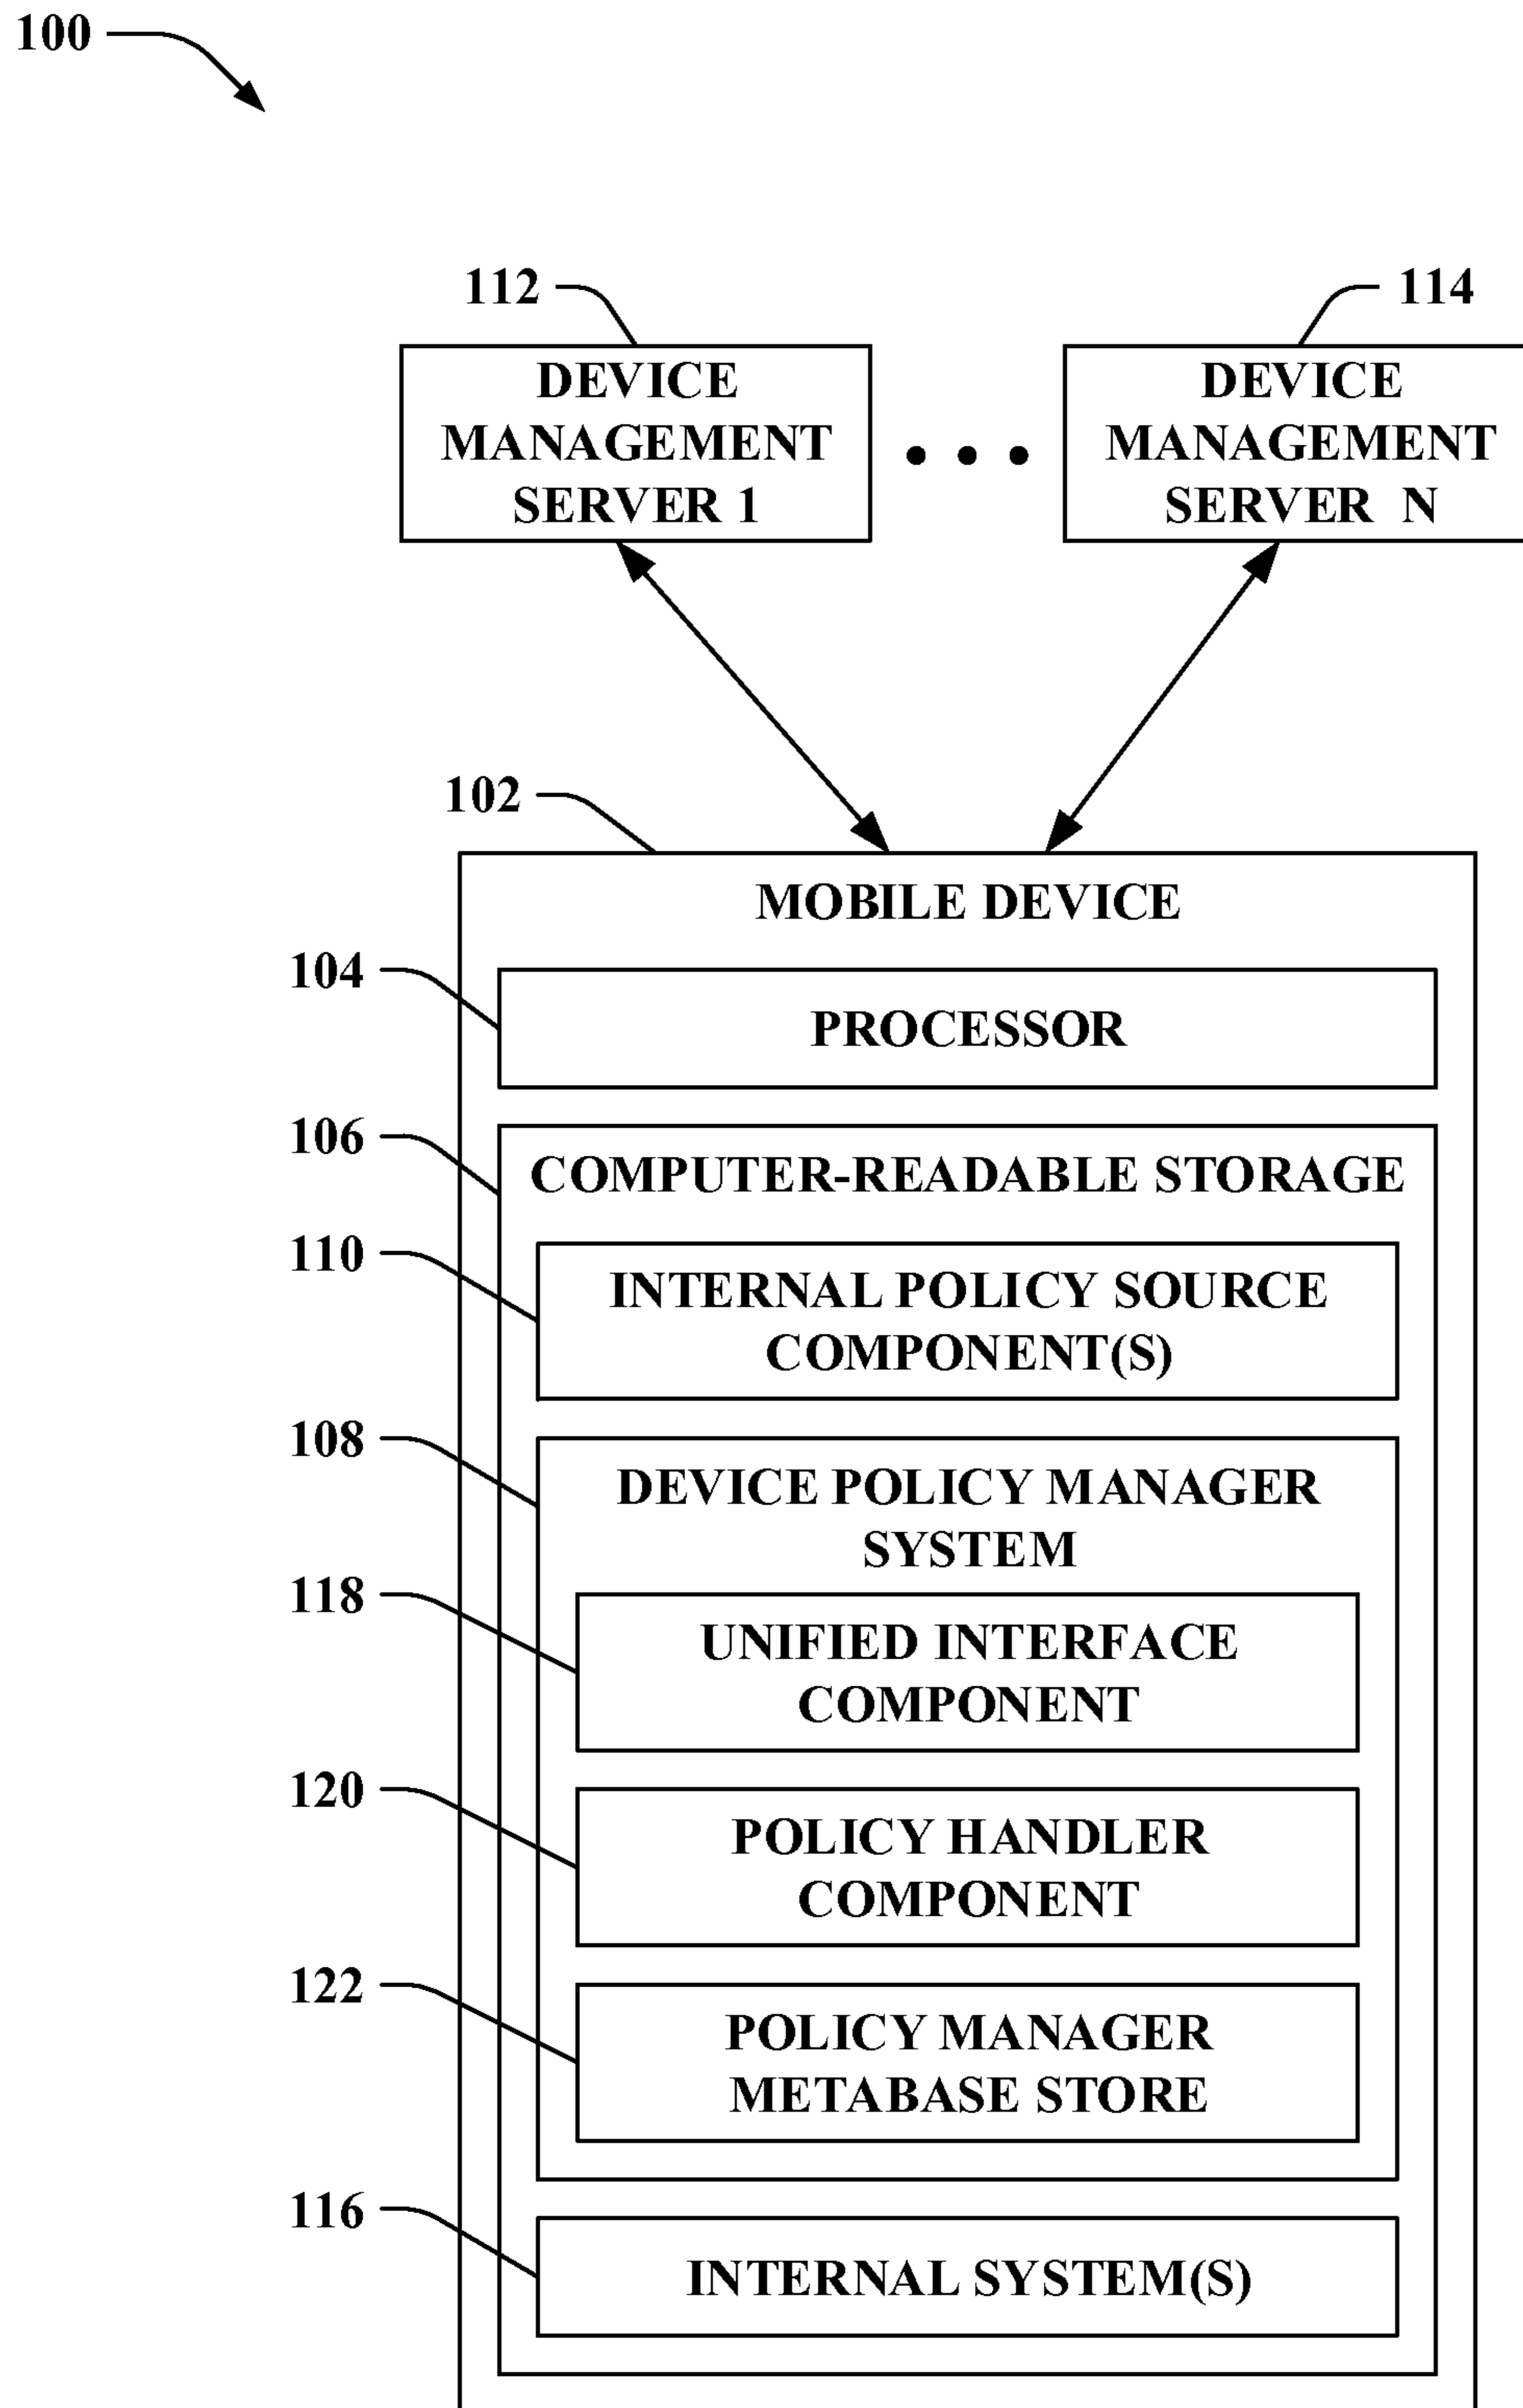 100
112
114
DEVICE
MANAGEMENT
SERVER 1
DEVICE
MANAGEMENT
SERVER N
102
MOBILE DEVICE
104
PROCESSOR
106
COMPUTER-READABLE STORAGE
110
INTERNAL POLICY SOURCE
COMPONENT(S)
108
DEVICE POLICY MANAGER
SYSTEM
118
UNIFIED INTERFACE
COMPONENT
120
POLICY HANDLER
COMPONENT
122
POLICY MANAGER
METABASE STORE
116
INTERNAL SYSTEM(S)